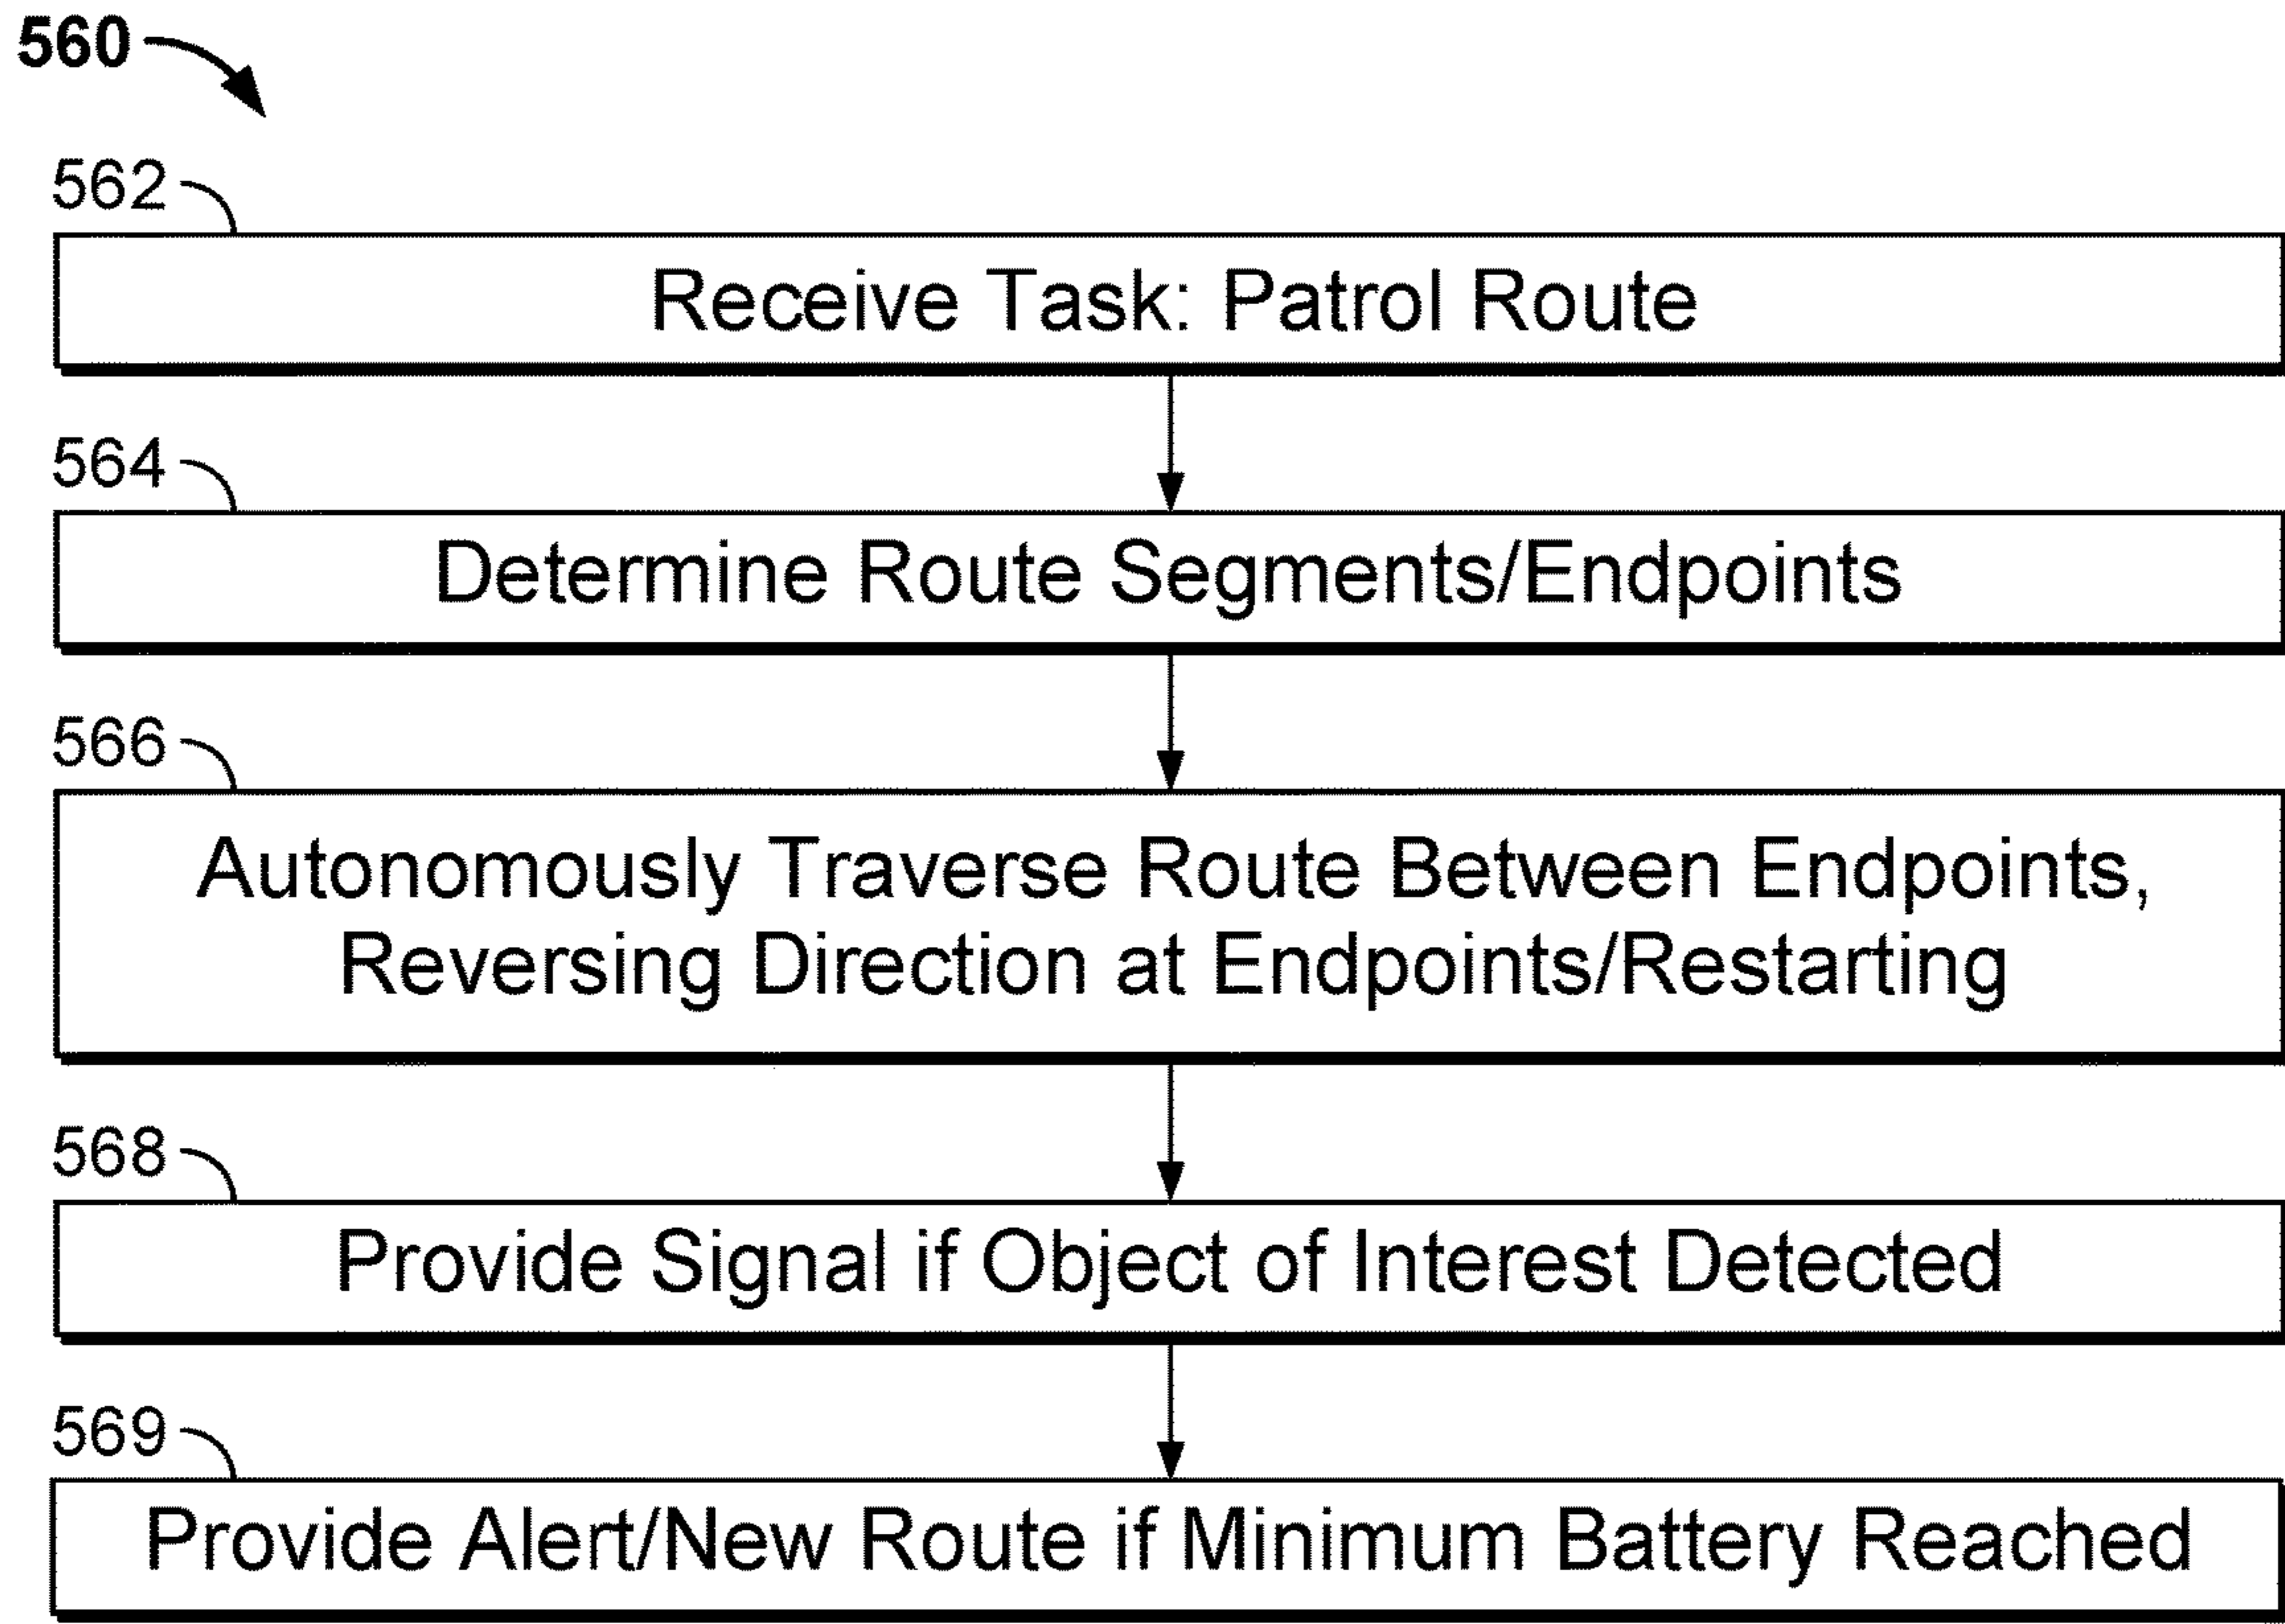 560
562
Receive Task: Patrol Route
564
Determine Route Segments/Endpoints
566
Autonomously Traverse Route Between Endpoints,
Reversing Direction at Endpoints/Restarting
568
Provide Signal if Object of Interest Detected
569
Provide Alert/New Route if Minimum Battery Reached